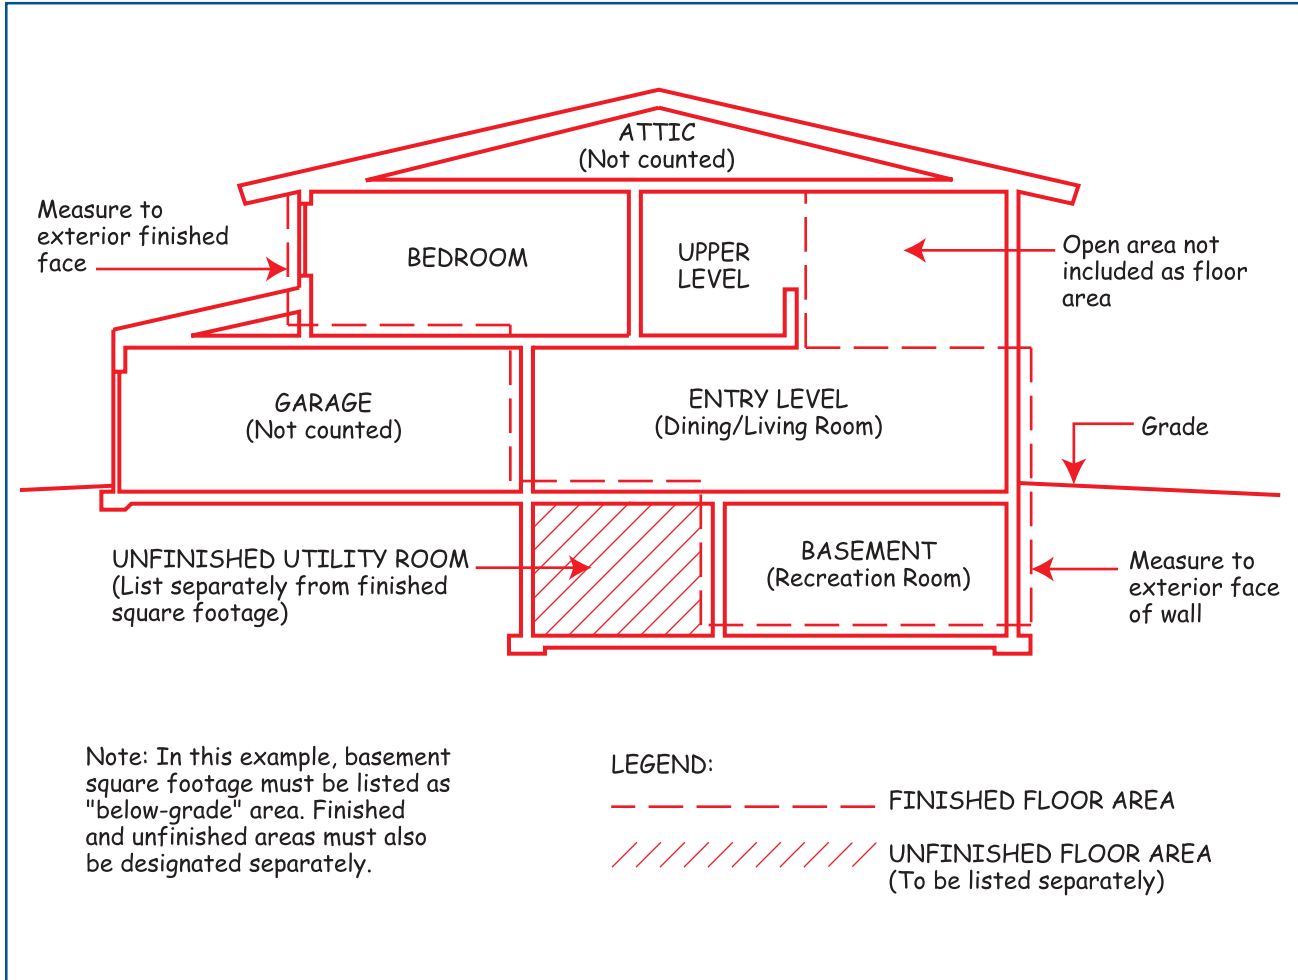 ATTIC
(Not counted)
Measure to
exterior finished
face
BEDROOM
UPPER
LEVEL
Open area not
included as floor
area
GARAGE
(Not counted)
ENTRY LEVEL
(Dining/Living Room)
Grade
UNFINISHED UTILITY ROOM
(List separately from finished
square footage)
BASEMENT
(Recreation Room)
Measure to
exterior face
of wall
Note: In this example, basement
square footage must be listed as
"below-grade" area. Finished
and unfinished areas must also
be designated separately.
LEGEND:
FINISHED FLOOR AREA
UNFINISHED FLOOR AREA
(To be listed separately)